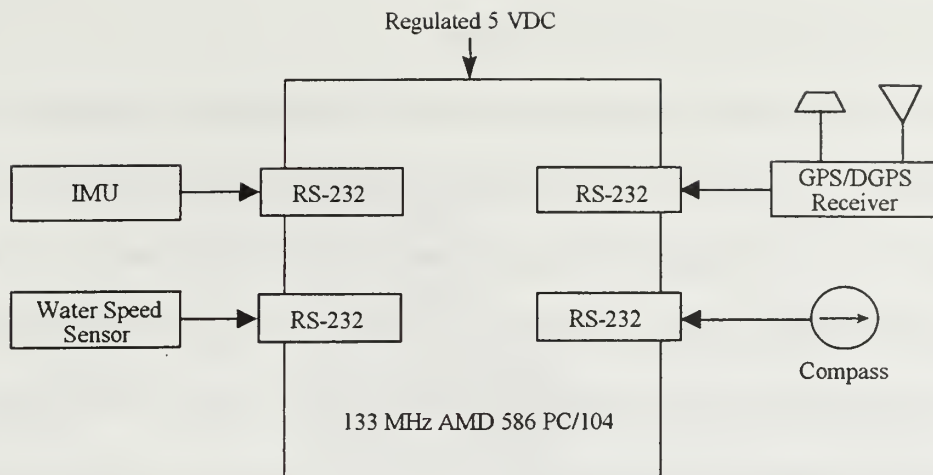 Regulated 5 VDC
IMU
RS-232
RS-232
GPS/DGPS
Receiver
Water Speed
Sensor
RS-232
RS-232
Compass
133 MHz AMD 586 PC/104